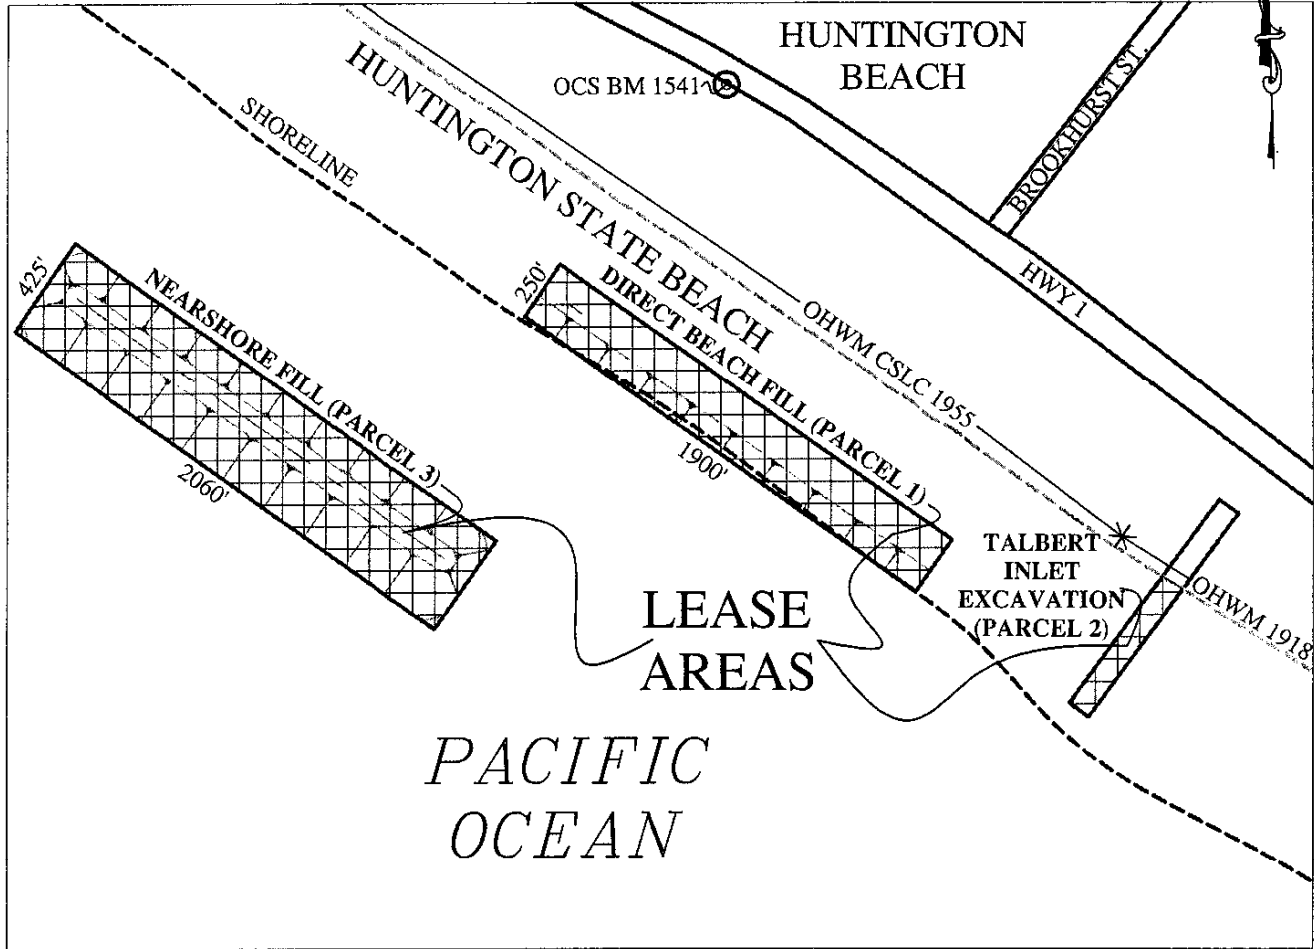 HUNTINGTON
BEACH
OCS BM 1541
BROOKHURST ST.
HUNTINGTON STATE BEACH
SHORELINE
HWY 1
425'
NEARSHORE FILL (PARCEL 3)
2060'
250'
DIRECT BEACH FILL (PARCEL 1)
1900'
OHWM CSLC 1955
TALBERT
INLET
EXCAVATION
(PARCEL 2)
OHWM 1918
LEASE
AREAS
PACIFIC
OCEAN